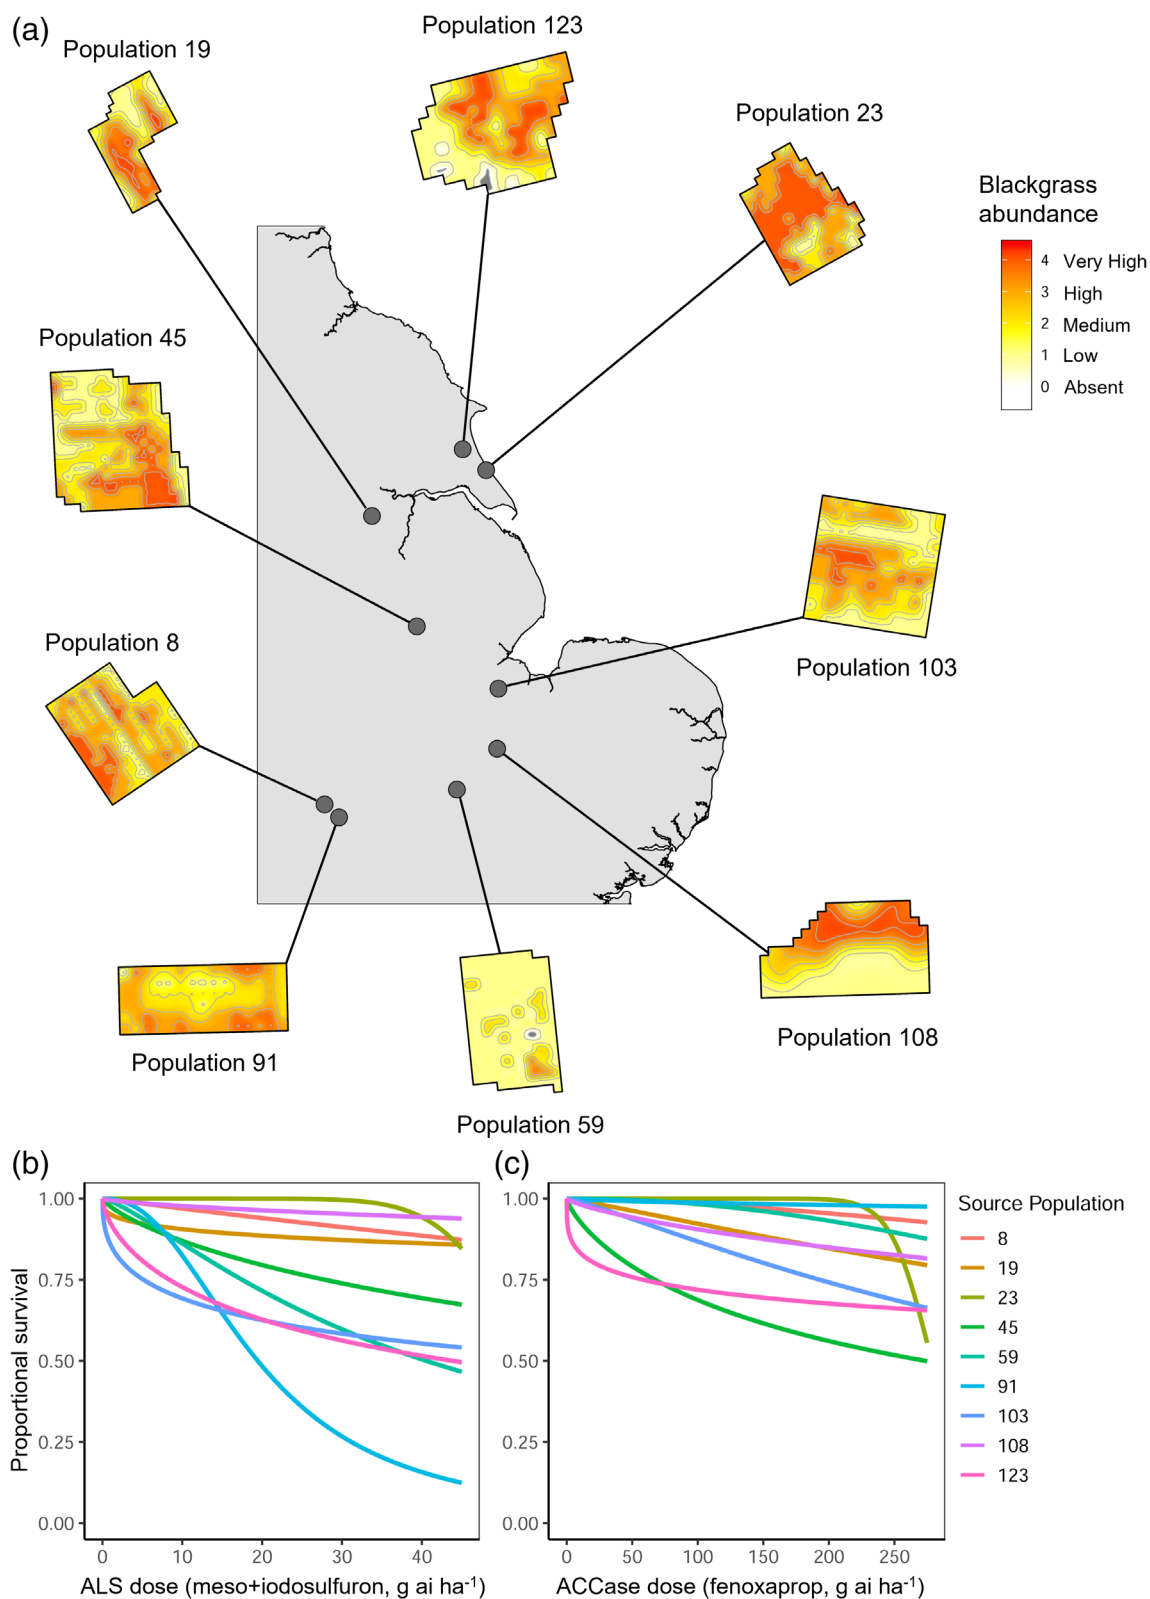 (a)
Population 19
Population 123
Population 23
Blackgrass
abundance
4 Very High
3 High
2 Medium
1 Low
0 Absent
Population 45
Population 103
Population 8
Population 91
Population 108
Population 59
(b)
(c)
Proportional survival
1.00
0.75
0.50
0.25
0.00
0 10 20 30 40
ALS dose (meso+iodosulfuron, g ai ha⁻¹)
1.00
0.75
0.50
0.25
0.00
0 50 100 150 200 250
ACCase dose (fenoxaprop, g ai ha⁻¹)
Source Population
8
19
23
45
59
91
103
108
123